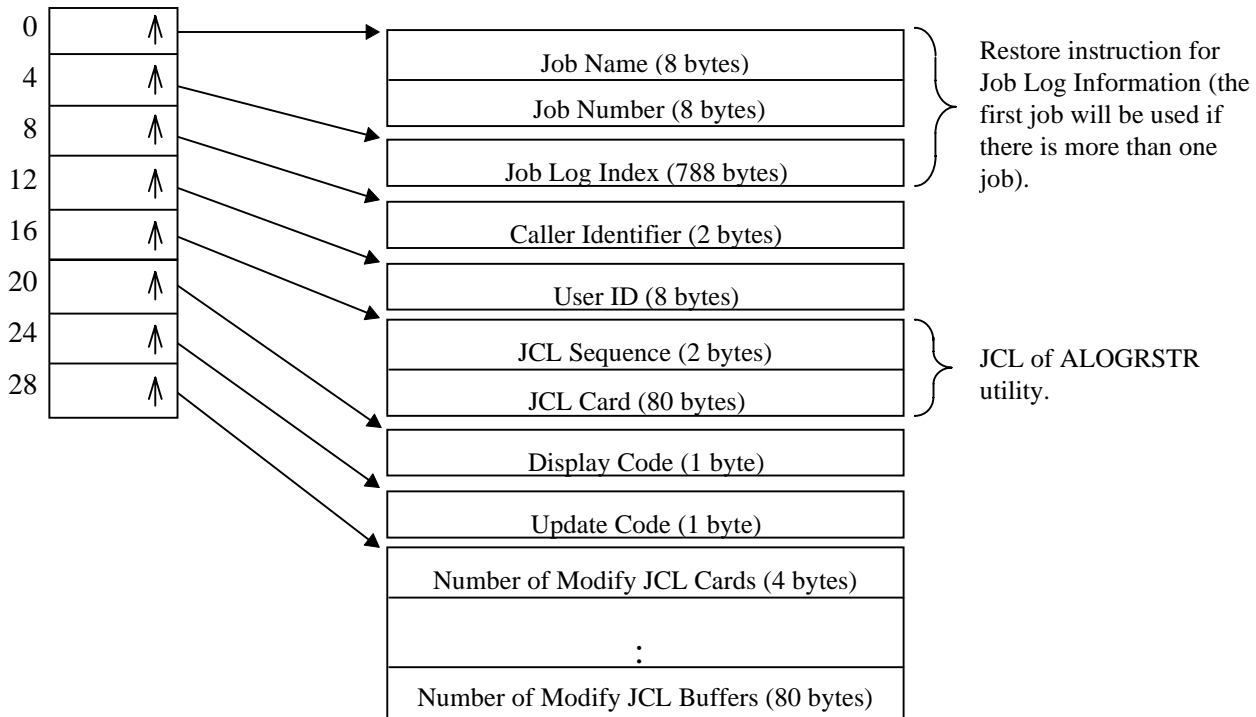 0
4
8
12
16
20
24
28
Job Name (8 bytes)
Job Number (8 bytes)
Job Log Index (788 bytes)
Caller Identifier (2 bytes)
User ID (8 bytes)
JCL Sequence (2 bytes)
JCL Card (80 bytes)
Display Code (1 byte)
Update Code (1 byte)
Number of Modify JCL Cards (4 bytes)
:
Number of Modify JCL Buffers (80 bytes)
Restore instruction for
Job Log Information (the
first job will be used if
there is more than one
job).
JCL of ALOGRSTR
utility.